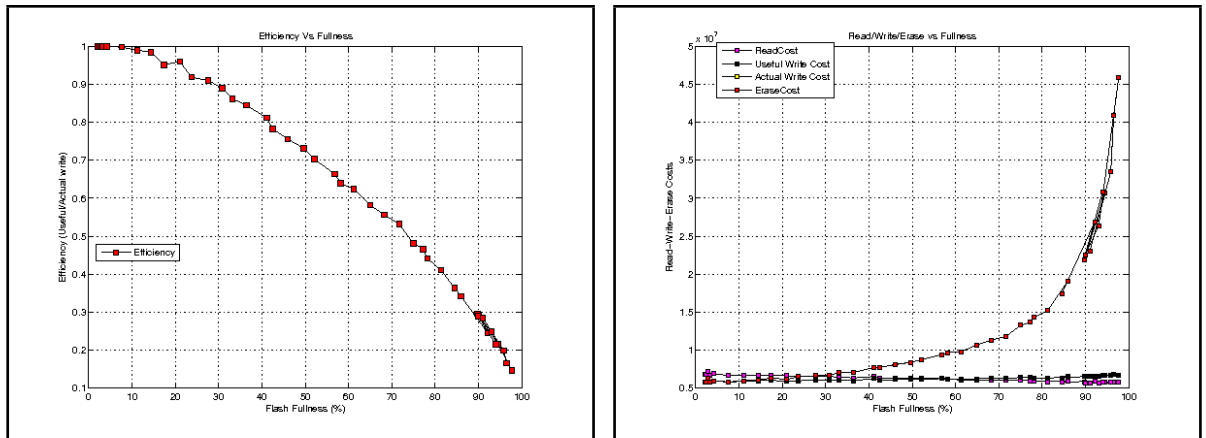 Efficiency Vs Fullness
1
0.9
0.8
0.7
0.6
0.5
0.4
0.3
0.2
0.1
Efficiency (Useful/Actual write)
Efficiency
0 10 20 30 40 50 60 70 80 90 100
Flash Fullness (%)
Read/Write/Erase vs Fullness
x 10^7
5
4.5
4
3.5
3
2.5
2
1.5
1
0.5
Read-Write-Erase Costs
ReadCost
Useful Write Cost
Actual Write Cost
EraseCost
0 10 20 30 40 50 60 70 80 90 100
Flash Fullness (%)